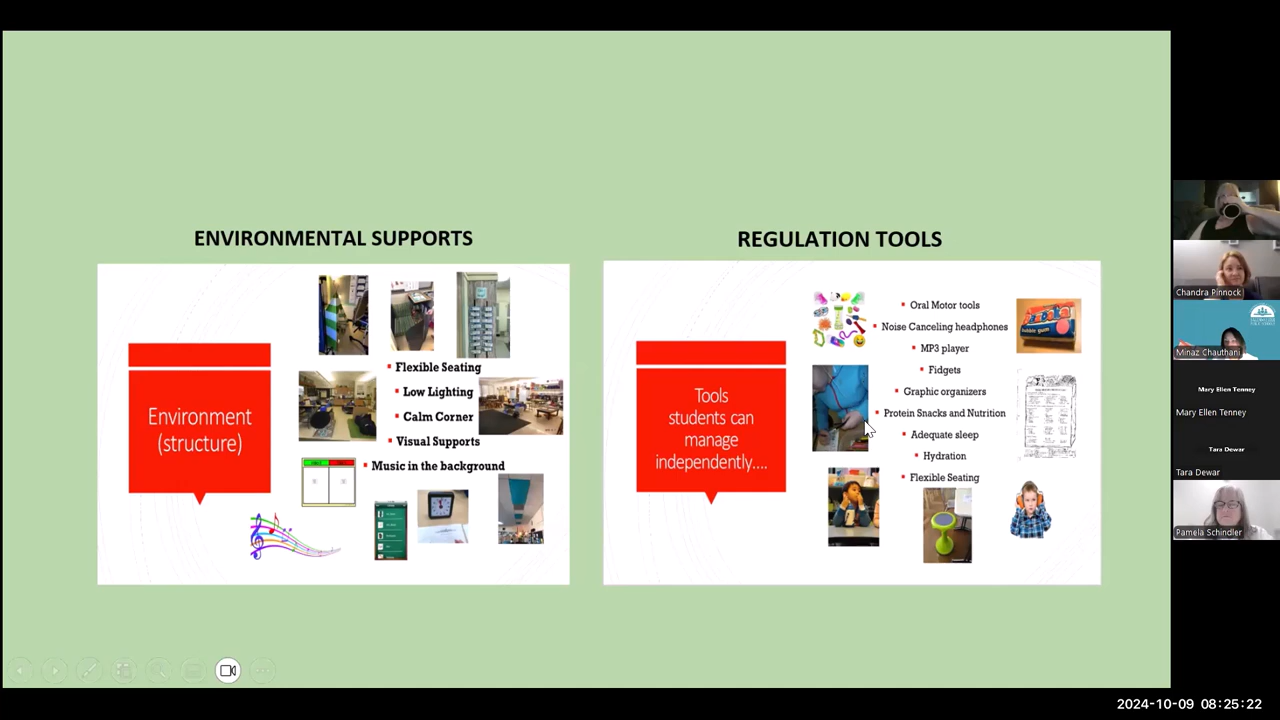 ENVIRONMENTAL SUPPORTS
Environment
(structure)
Flexible Seating
Low Lighting
Calm Corner
Visual Supports
Music in the background
REGULATION TOOLS
Tools
students can
manage
independently....
Oral Motor tools
Noise Canceling headphones
MP3 player
Fidgets
Graphic organizers
Protein Snacks and Nutrition
Adequate sleep
Hydration
Flexible Seating
bubble gum
Chandra Pinnock
Minaz Chauthani
Mary Ellen Tenney
Mary Ellen Tenney
Tara Dewar
Tara Dewar
Pamela Schindler
2024-10-09 08:25:22